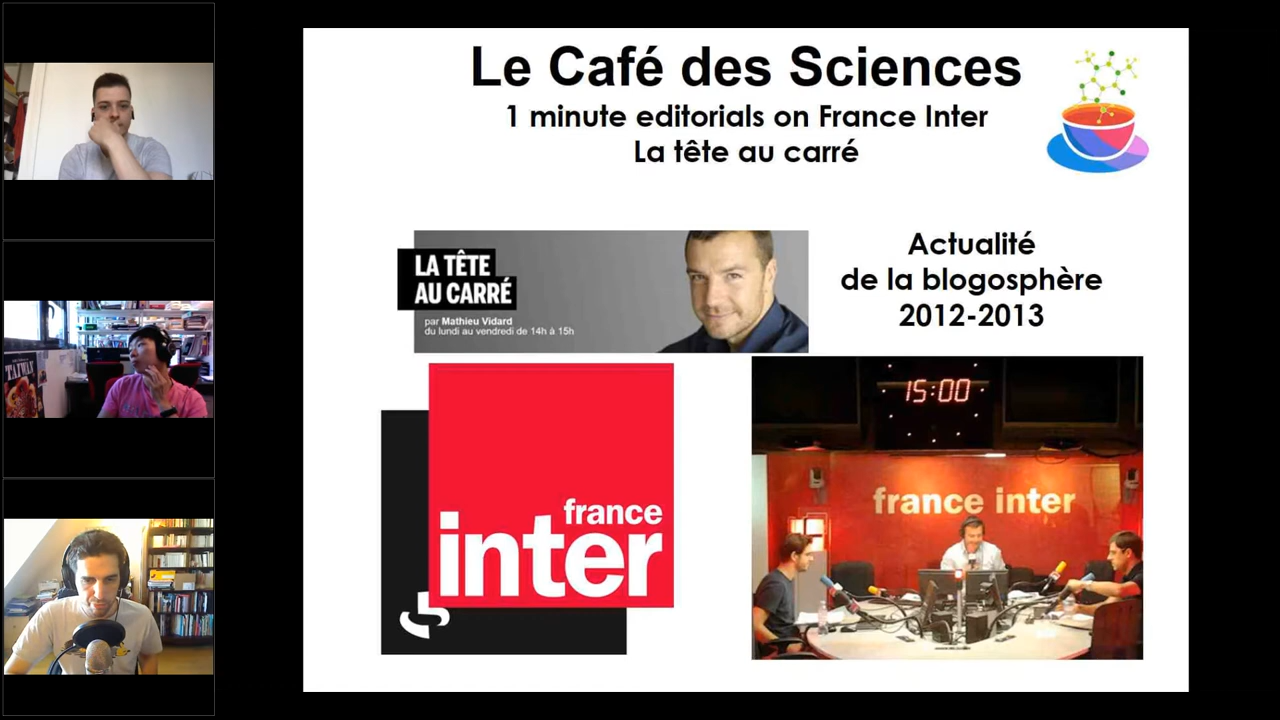 Le Café des Sciences
1 minute editorials on France Inter
La tête au carré
LA TÊTE
AU CARRÉ
par Mathieu Vidard
du lundi au vendredi de 14h à 15h
Actualité
de la blogosphère
2012-2013
france
inter
15:00
france inter
TAIWAN